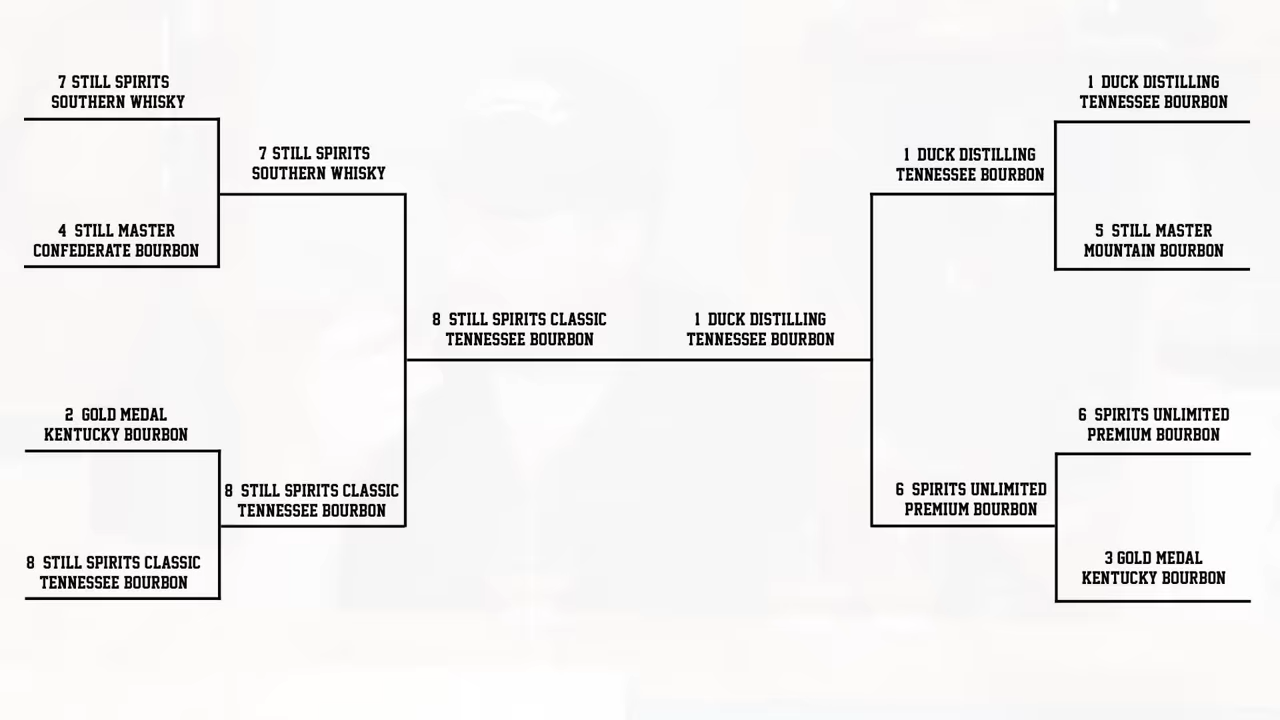 7 STILL SPIRITS
SOUTHERN WHISKY
4 STILL MASTER
CONFEDERATE BOURBON
2 GOLD MEDAL
KENTUCKY BOURBON
8 STILL SPIRITS CLASSIC
TENNESSEE BOURBON
7 STILL SPIRITS
SOUTHERN WHISKY
8 STILL SPIRITS CLASSIC
TENNESSEE BOURBON
8 STILL SPIRITS CLASSIC
TENNESSEE BOURBON
1 DUCK DISTILLING
TENNESSEE BOURBON
1 DUCK DISTILLING
TENNESSEE BOURBON
6 SPIRITS UNLIMITED
PREMIUM BOURBON
1 DUCK DISTILLING
TENNESSEE BOURBON
5 STILL MASTER
MOUNTAIN BOURBON
6 SPIRITS UNLIMITED
PREMIUM BOURBON
3 GOLD MEDAL
KENTUCKY BOURBON